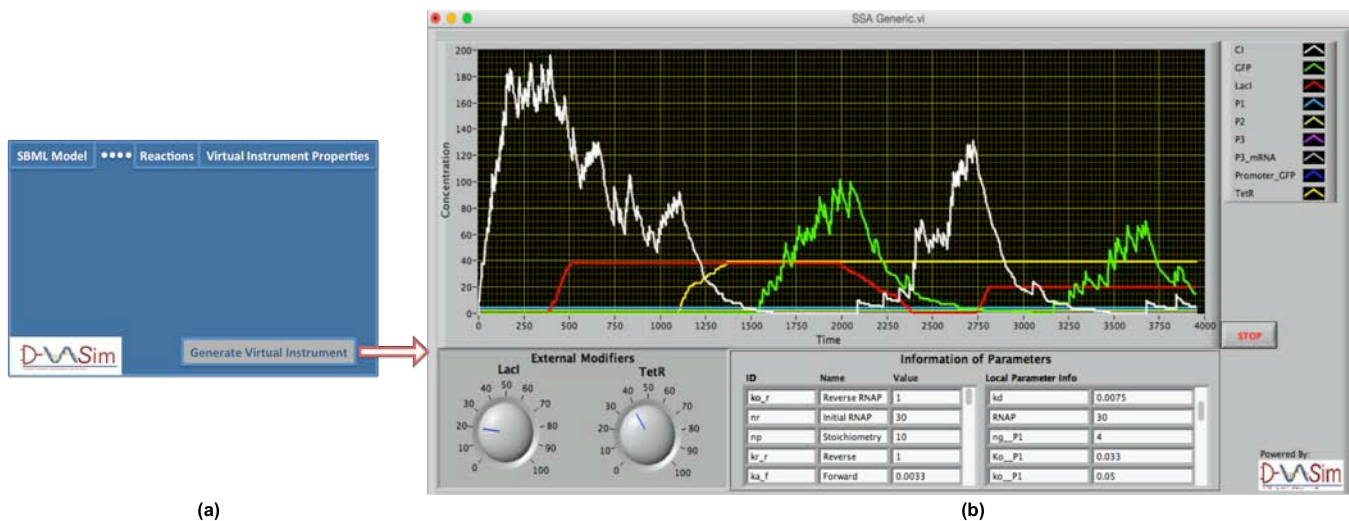 SBML Model •••• Reactions Virtual Instrument Properties
D-VASim
Generate Virtual Instrument
(a)
SSA Generic.vi
Concentration
200
180
160
140
120
100
80
60
40
20
0
0 250 500 750 1000 1250 1500 1750 2000 2250 2500 2750 3000 3250 3500 3750 4000
Time
CI
GFP
LacI
P1
P2
P3
P3_mRNA
Promoter_GFP
TetR
STOP
External Modifiers
LacI
0 10 20 30 40 50 60 70 80 90 100
TetR
0 10 20 30 40 50 60 70 80 90 100
Information of Parameters
ID Name Value
ko_r Reverse RNAP 1
nr Initial RNAP 30
np Stoichiometry 10
kr_r Reverse 1
ka_f Forward 0.0033
Local Parameter Info
kd 0.0075
RNAP 30
ng__P1 4
Ko__P1 0.033
ko__P1 0.05
Powered By:
D-VASim
(b)